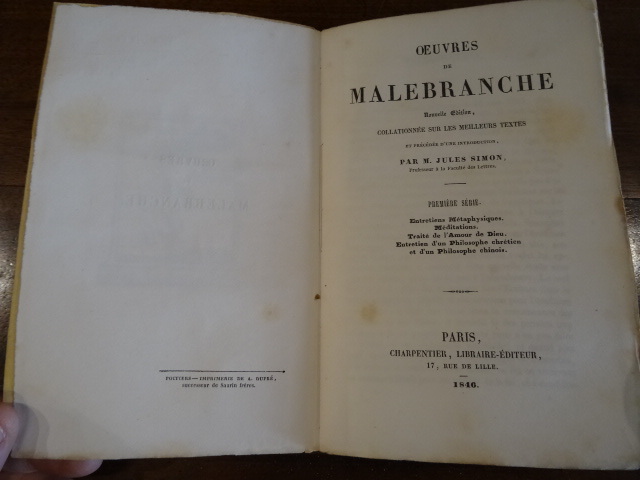 POITIERS — IMPRIMERIE DE A. DUPRÉ,
successeur de Saurin frères.
ŒUVRES
DE
MALEBRANCHE
Nouvelle Édition,
COLLATIONNÉE SUR LES MEILLEURS TEXTES
ET PRÉCÉDÉE D'UNE INTRODUCTION,
PAR M. JULES SIMON,
Professeur à la Faculté des Lettres.
PREMIÈRE SÉRIE.
Entretiens Métaphysiques.
Méditations.
Traité de l'Amour de Dieu.
Entretien d'un Philosophe chrétien
et d'un Philosophe chinois.
PARIS,
CHARPENTIER, LIBRAIRE-ÉDITEUR,
17, RUE DE LILLE.
1846.